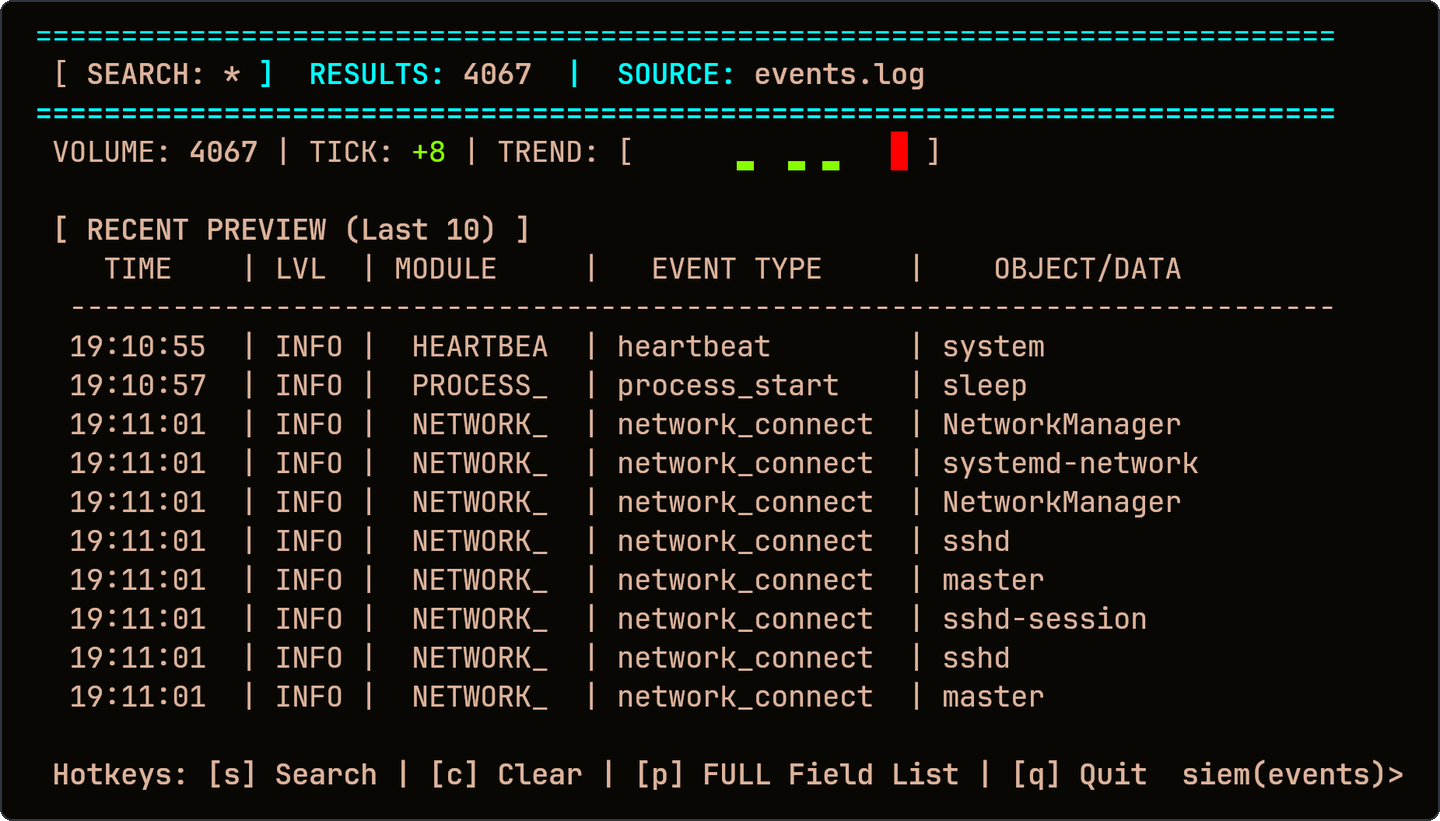 ============================================================================
[ SEARCH: * ]  RESULTS: 4067  |  SOURCE: events.log
============================================================================
VOLUME: 4067 | TICK: +8 | TREND: [      ▂  ▂ ▂   █ ]
[ RECENT PREVIEW (Last 10) ]
TIME    | LVL  | MODULE     |   EVENT TYPE     |    OBJECT/DATA
--------------------------------------------------------------------------
19:10:55  | INFO |  HEARTBEA  | heartbeat        | system
19:10:57  | INFO |  PROCESS_  | process_start    | sleep
19:11:01  | INFO |  NETWORK_  | network_connect  | NetworkManager
19:11:01  | INFO |  NETWORK_  | network_connect  | systemd-network
19:11:01  | INFO |  NETWORK_  | network_connect  | NetworkManager
19:11:01  | INFO |  NETWORK_  | network_connect  | sshd
19:11:01  | INFO |  NETWORK_  | network_connect  | master
19:11:01  | INFO |  NETWORK_  | network_connect  | sshd-session
19:11:01  | INFO |  NETWORK_  | network_connect  | sshd
19:11:01  | INFO |  NETWORK_  | network_connect  | master
Hotkeys: [s] Search | [c] Clear | [p] FULL Field List | [q] Quit  siem(events)>